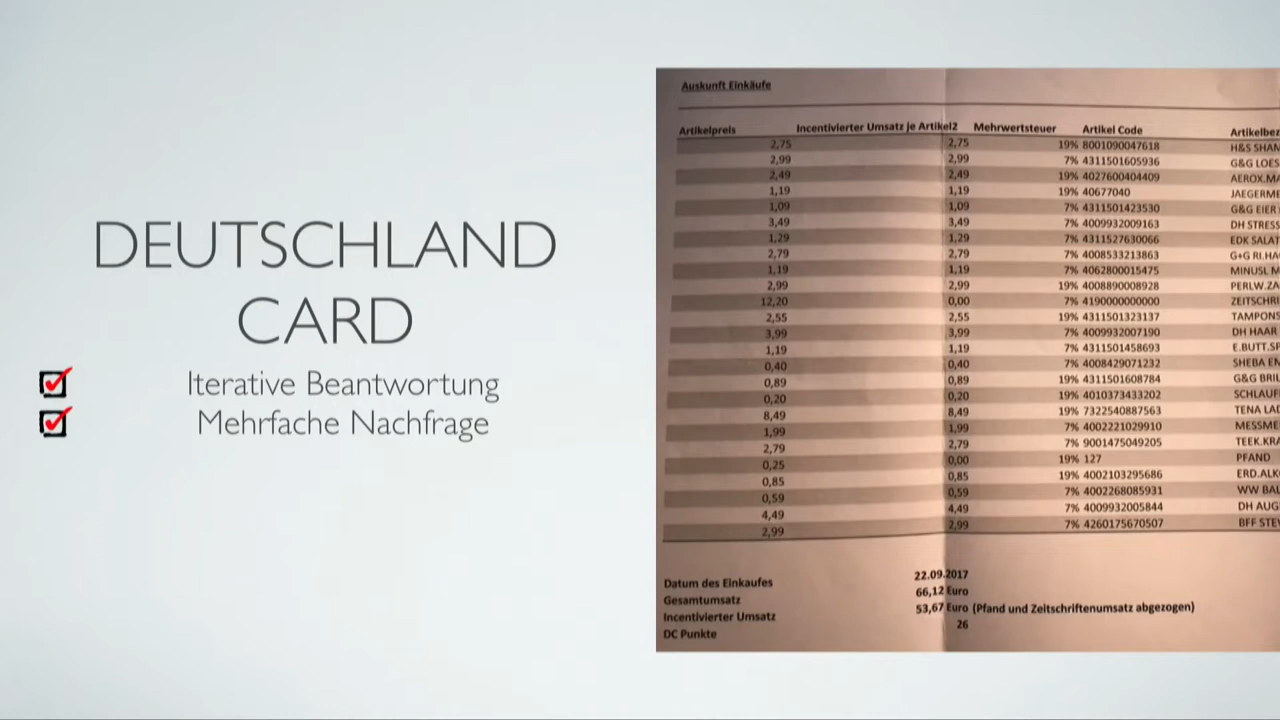 DEUTSCHLAND
CARD
Iterative Beantwortung
Mehrfache Nachfrage
Auskunft Einkäufe
Artikelpreis Incentivierter Umsatz je Artikel2 Mehrwertsteuer Artikel Code Artikelbez
2,75 2,75 19% 8001090047618 H&S SHAM
2,99 2,99 7% 4311501605936 G&G LOES
2,49 2,49 19% 4027600404409 AEROX.MA
1,19 1,19 19% 40677040 JAEGERME
1,09 1,09 7% 4311501423530 G&G EIER
3,49 3,49 7% 4009932009163 DH STRESS
1,29 1,29 7% 4311527630066 EDK SALAT
2,79 2,79 7% 4008533213863 G+G RI.HA
1,19 1,19 7% 4062800015475 MINUSL M
2,99 2,99 19% 4008890008928 PERLW.ZA
12,20 0,00 7% 4190000000000 ZEITSCHRI
2,55 2,55 19% 4311501323137 TAMPONS
3,99 3,99 7% 4009932007190 DH HAAR
1,19 1,19 7% 4311501458693 E.BUTT.SP
0,40 0,40 7% 4008429071232 SHEBA EN
0,89 0,89 19% 4311501608784 G&G BRIL
0,20 0,20 19% 4010373433202 SCHLAUF
8,49 8,49 19% 7322540887563 TENA LAD
1,99 1,99 7% 4002221029910 MESSME
2,79 2,79 7% 9001475049205 TEEK.KRA
0,25 0,00 19% 127 PFAND
0,85 0,85 19% 4002103295686 ERD.ALK
0,59 0,59 7% 4002268085931 WW BAL
4,49 4,49 7% 4009932005844 DH AUG
2,99 2,99 7% 4260175670507 BFF STEV
Datum des Einkaufes 22.09.2017
Gesamtumsatz 66,12 Euro
Incentivierter Umsatz 53,67 Euro (Pfand und Zeitschriftenumsatz abgezogen)
DC Punkte 26